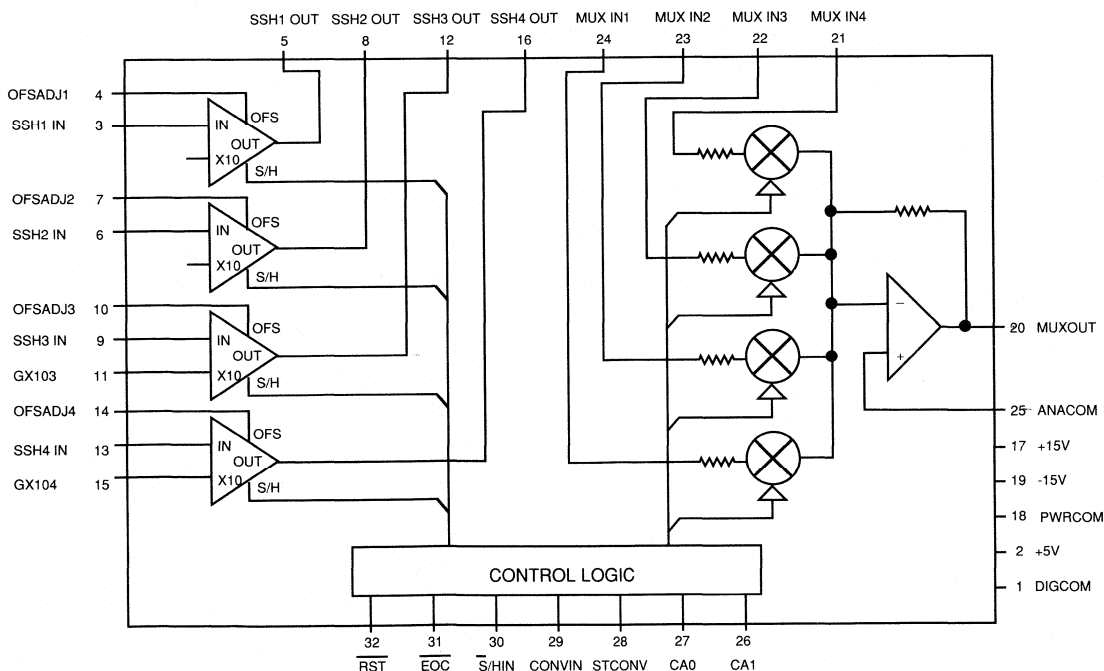 SSH1 OUT SSH2 OUT SSH3 OUT SSH4 OUT MUX IN1 MUX IN2 MUX IN3 MUX IN4
5 8 12 16 24 23 22 21
OFSADJ1 4
OFS
SSH1 IN 3
IN
OUT
X10
S/H
OFSADJ2 7
OFS
SSH2 IN 6
IN
OUT
X10
S/H
OFSADJ3 10
OFS
SSH3 IN 9
IN
OUT
GX103 11
X10
S/H
OFSADJ4 14
OFS
SSH4 IN 13
IN
OUT
GX104 15
X10
S/H
−
+
20 MUXOUT
25 ANACOM
17 +15V
19 -15V
18 PWRCOM
2 +5V
1 DIGCOM
CONTROL LOGIC
32 31 30 29 28 27 26
R̅S̅T̅ E̅O̅C̅ S̅/HIN CONVIN STCONV CA0 CA1